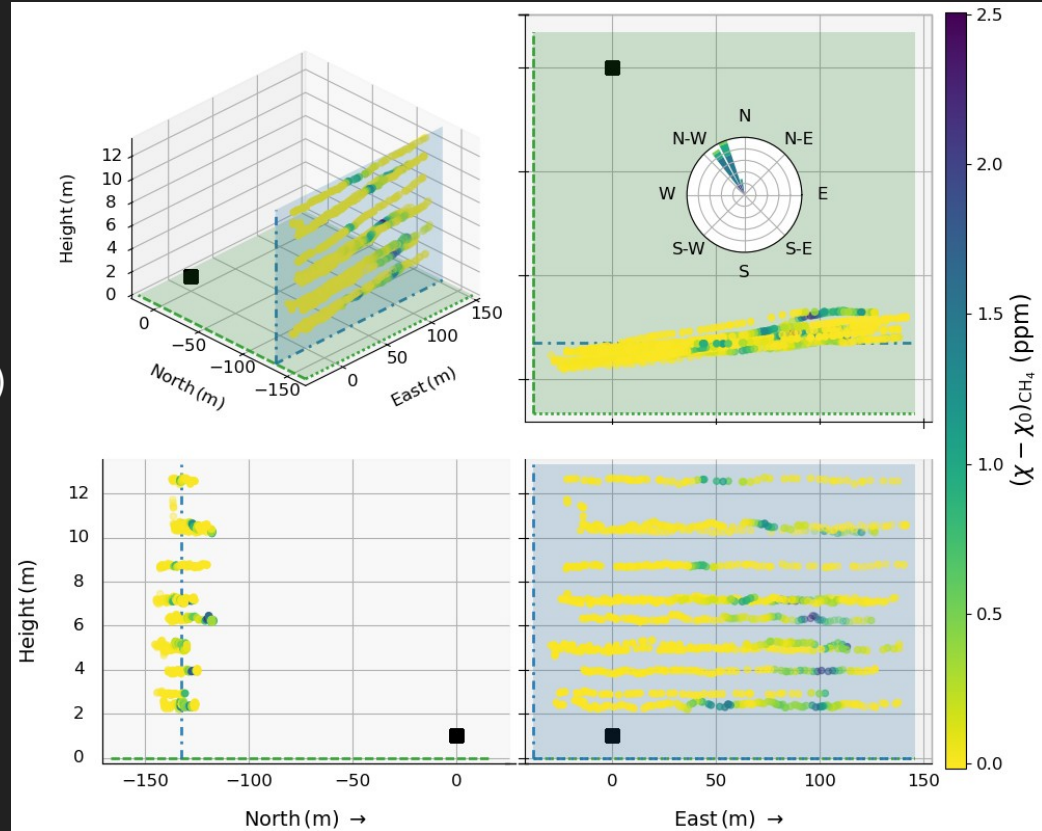 12
10
8
6
4
2
0
Height (m)
0
−50
−100
−150
North (m)
0
50
100
150
East (m)
N
N-E
E
S-E
S
S-W
W
N-W
2.5
2.0
1.5
1.0
0.5
0.0
(χ − χ0)CH4 (ppm)
12
10
8
6
4
2
0
Height (m)
−150
−100
−50
0
North (m) →
0
50
100
150
East (m) →